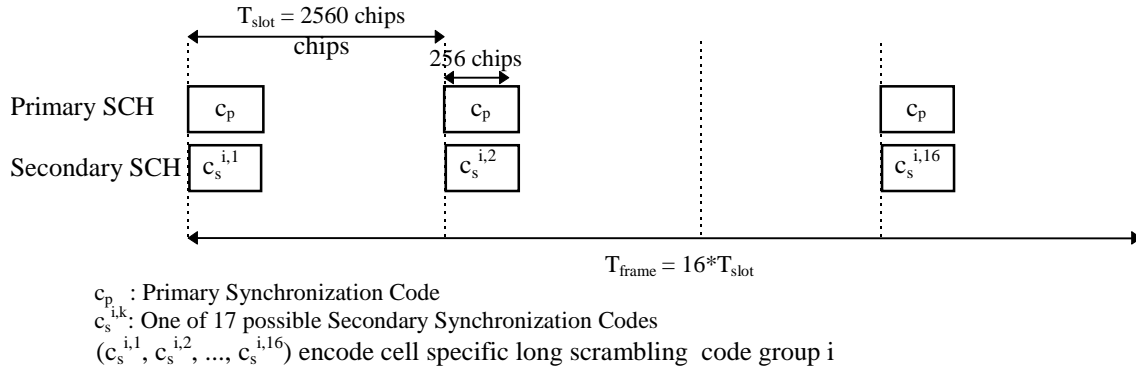 T_slot = 2560 chips
chips
256 chips
Primary SCH c_p c_p c_p
Secondary SCH c_s^i,1 c_s^i,2 c_s^i,16
T_frame = 16*T_slot
c_p : Primary Synchronization Code
c_s^i,k: One of 17 possible Secondary Synchronization Codes
(c_s^i,1, c_s^i,2, ..., c_s^i,16) encode cell specific long scrambling code group i